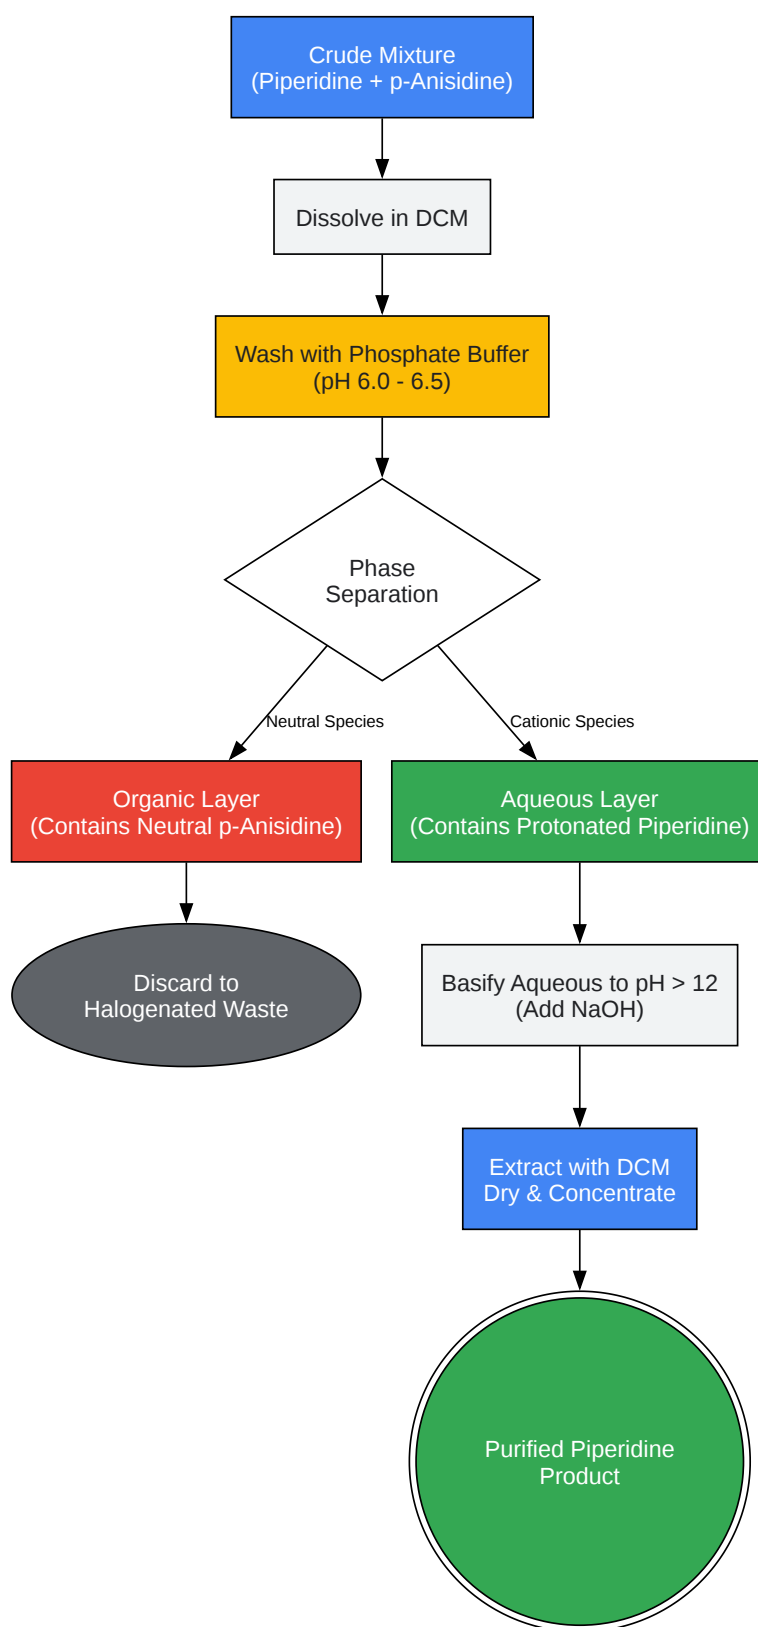 Crude Mixture
(Piperidine + p-Anisidine)
Dissolve in DCM
Wash with Phosphate Buffer
(pH 6.0 - 6.5)
Phase
Separation
Neutral Species
Cationic Species
Organic Layer
(Contains Neutral p-Anisidine)
Aqueous Layer
(Contains Protonated Piperidine)
Discard to
Halogenated Waste
Basify Aqueous to pH > 12
(Add NaOH)
Extract with DCM
Dry & Concentrate
Purified Piperidine
Product